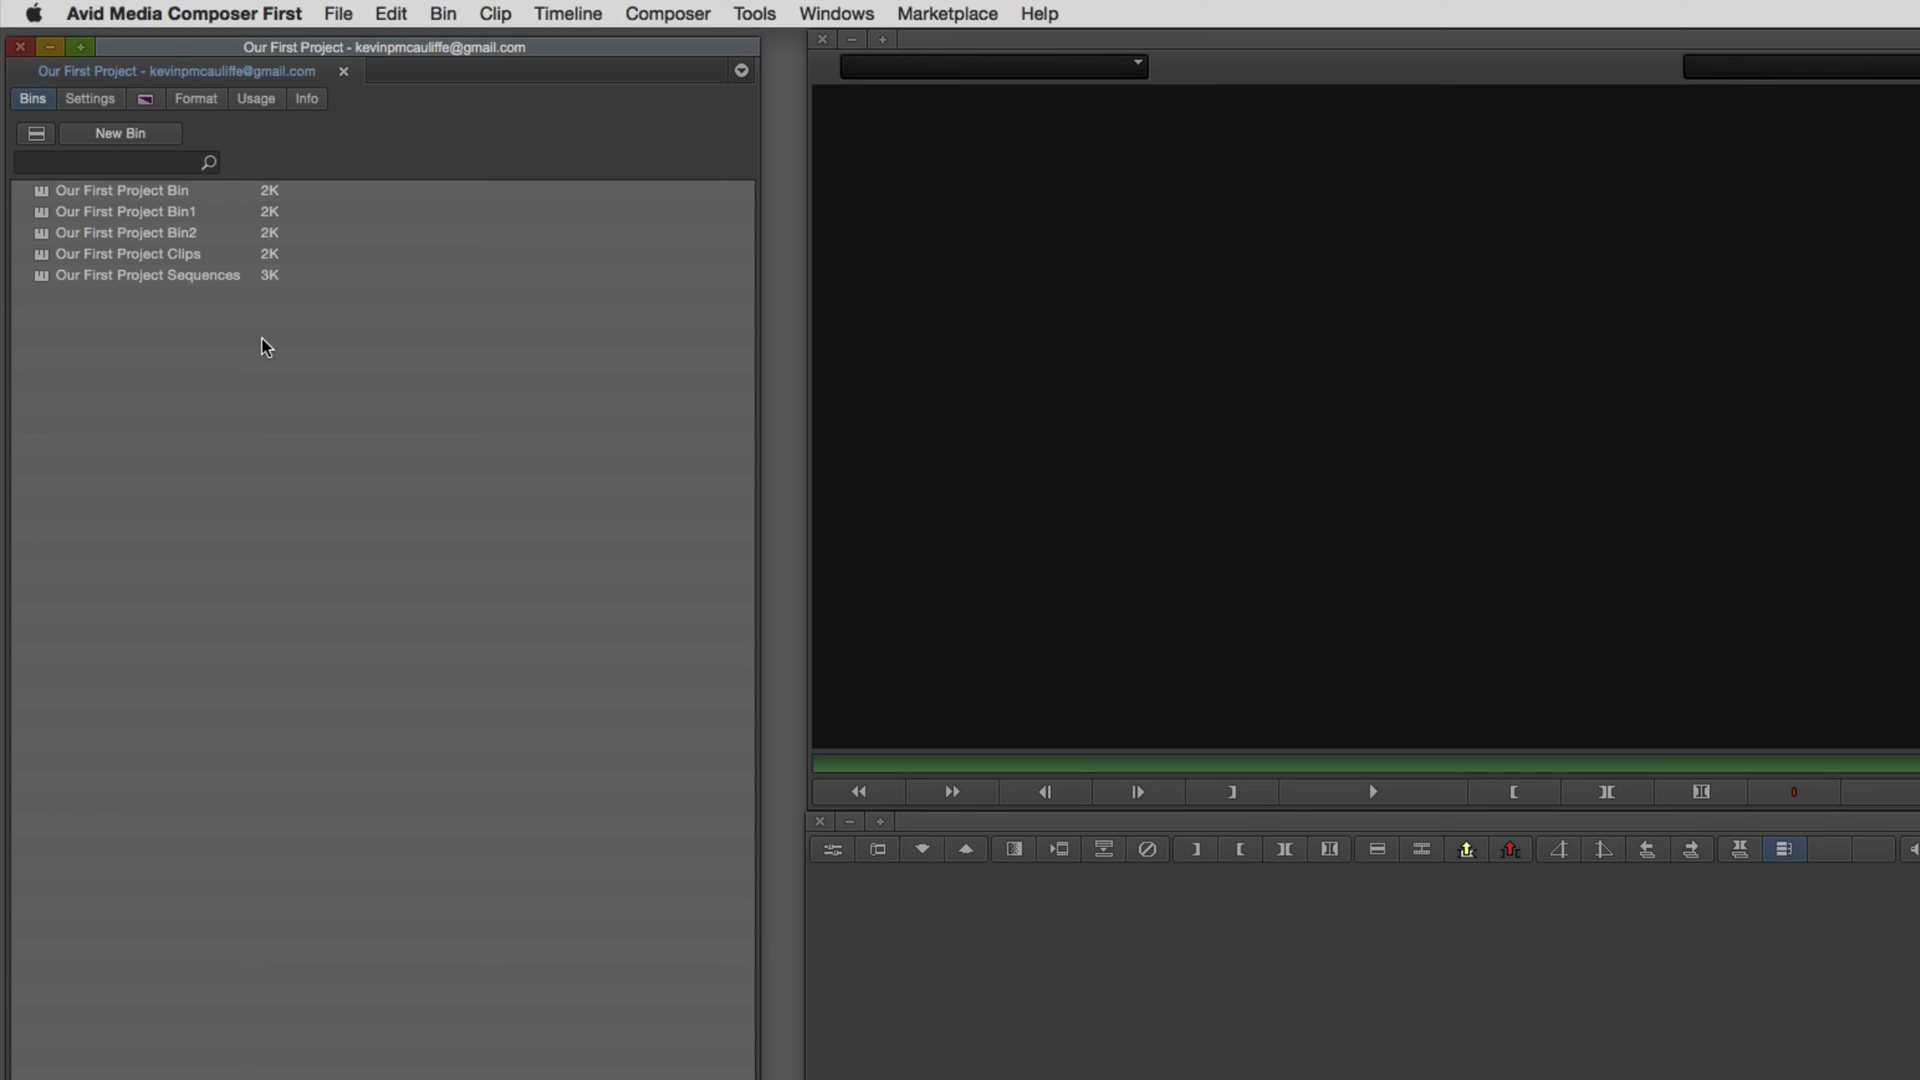 Avid Media Composer First File Edit Bin Clip Timeline Composer Tools Windows Marketplace Help
Our First Project - kevinpmcauliffe@gmail.com
Our First Project - kevinpmcauliffe@gmail.com
Bins Settings Format Usage Info
New Bin
Our First Project Bin 2K
Our First Project Bin1 2K
Our First Project Bin2 2K
Our First Project Clips 2K
Our First Project Sequences 3K